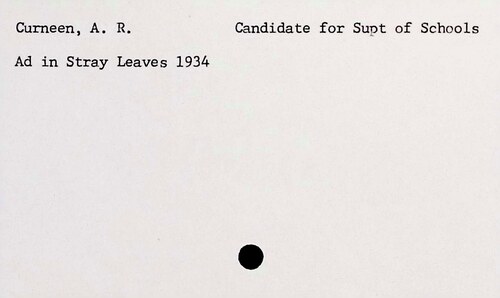 Curneen, A. R. Candidate for Supt of Schools
Ad in Stray Leaves 1934